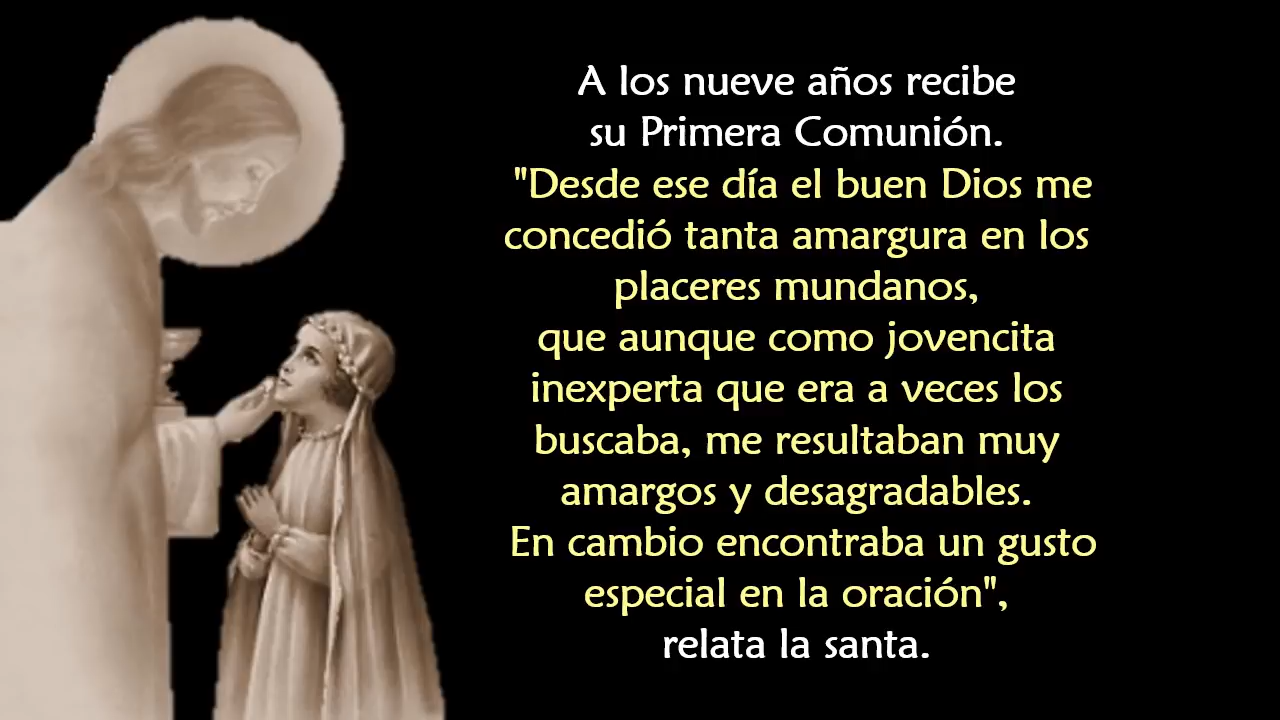 A los nueve años recibe
su Primera Comunión.
"Desde ese día el buen Dios me
concedió tanta amargura en los
placeres mundanos,
que aunque como jovencita
inexperta que era a veces los
buscaba, me resultaban muy
amargos y desagradables.
En cambio encontraba un gusto
especial en la oración",
relata la santa.